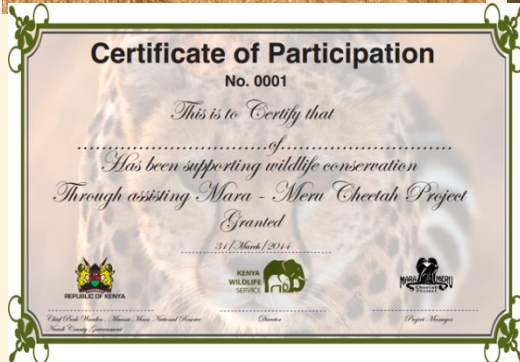 Certificate of Participation
No. 0001
This is to Certify that
..............................of..............................
Has been supporting wildlife conservation
Through assisting Mara - Meru Cheetah Project
Granted
31/March/2014
REPUBLIC OF KENYA
KENYA
WILDLIFE
SERVICE
MARA MERU
Cheetah
Project
Chief Park Warden - Maasai Mara National Reserve
Narok County Government
Director
Project Manager